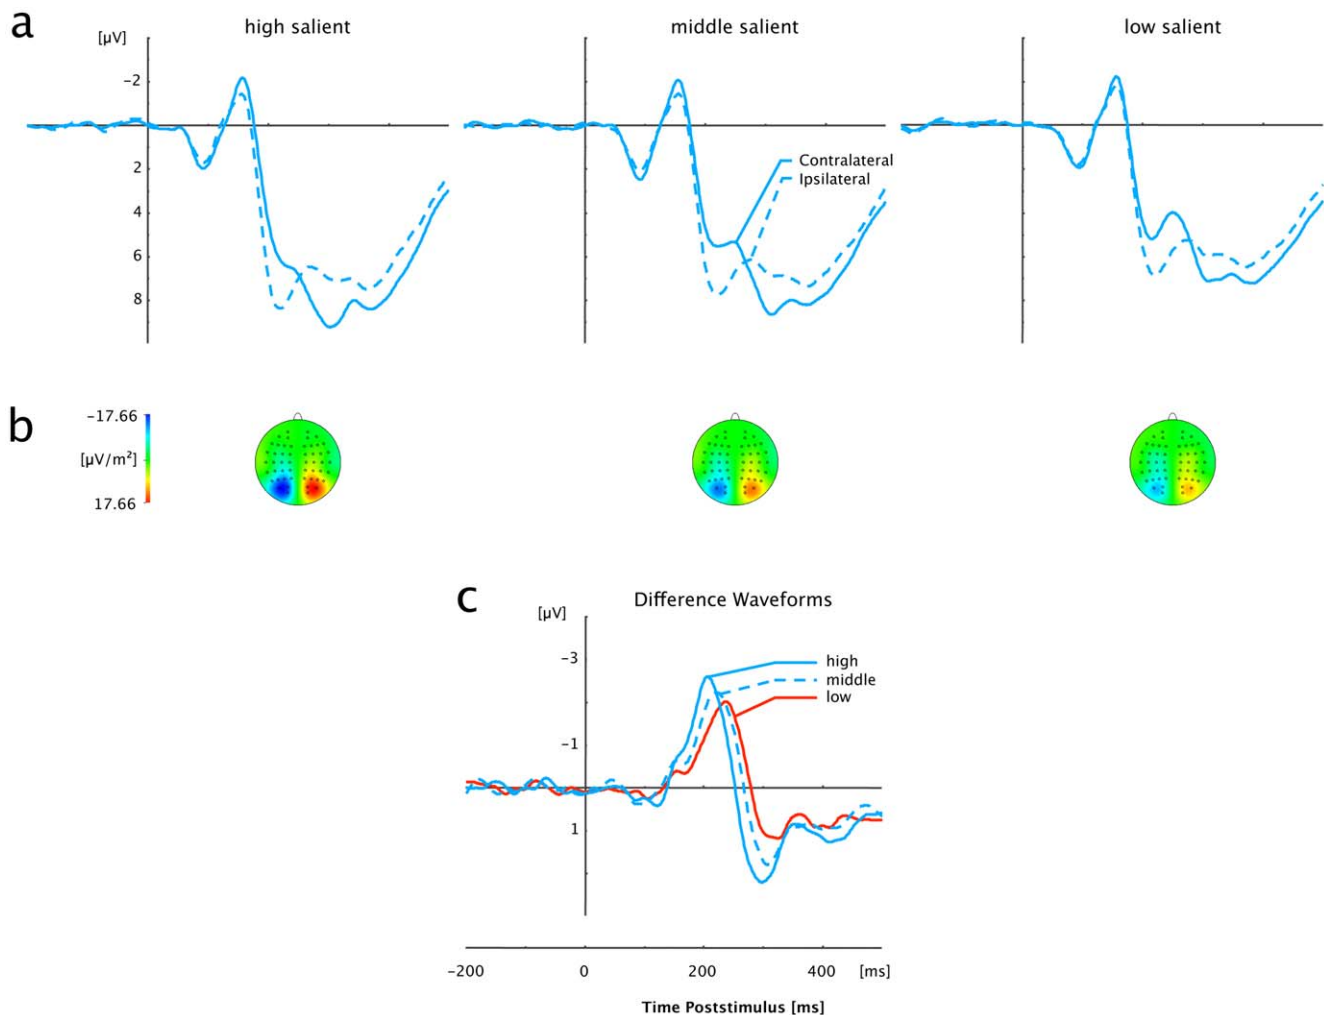 a
high salient
middle salient
low salient
[µV]
−2
2
4
6
8
Contralateral
Ipsilateral
b
−17.66
[µV/m²]
17.66
c
Difference Waveforms
[µV]
−3
−1
1
high
middle
low
−200
0
200
400
[ms]
Time Poststimulus [ms]